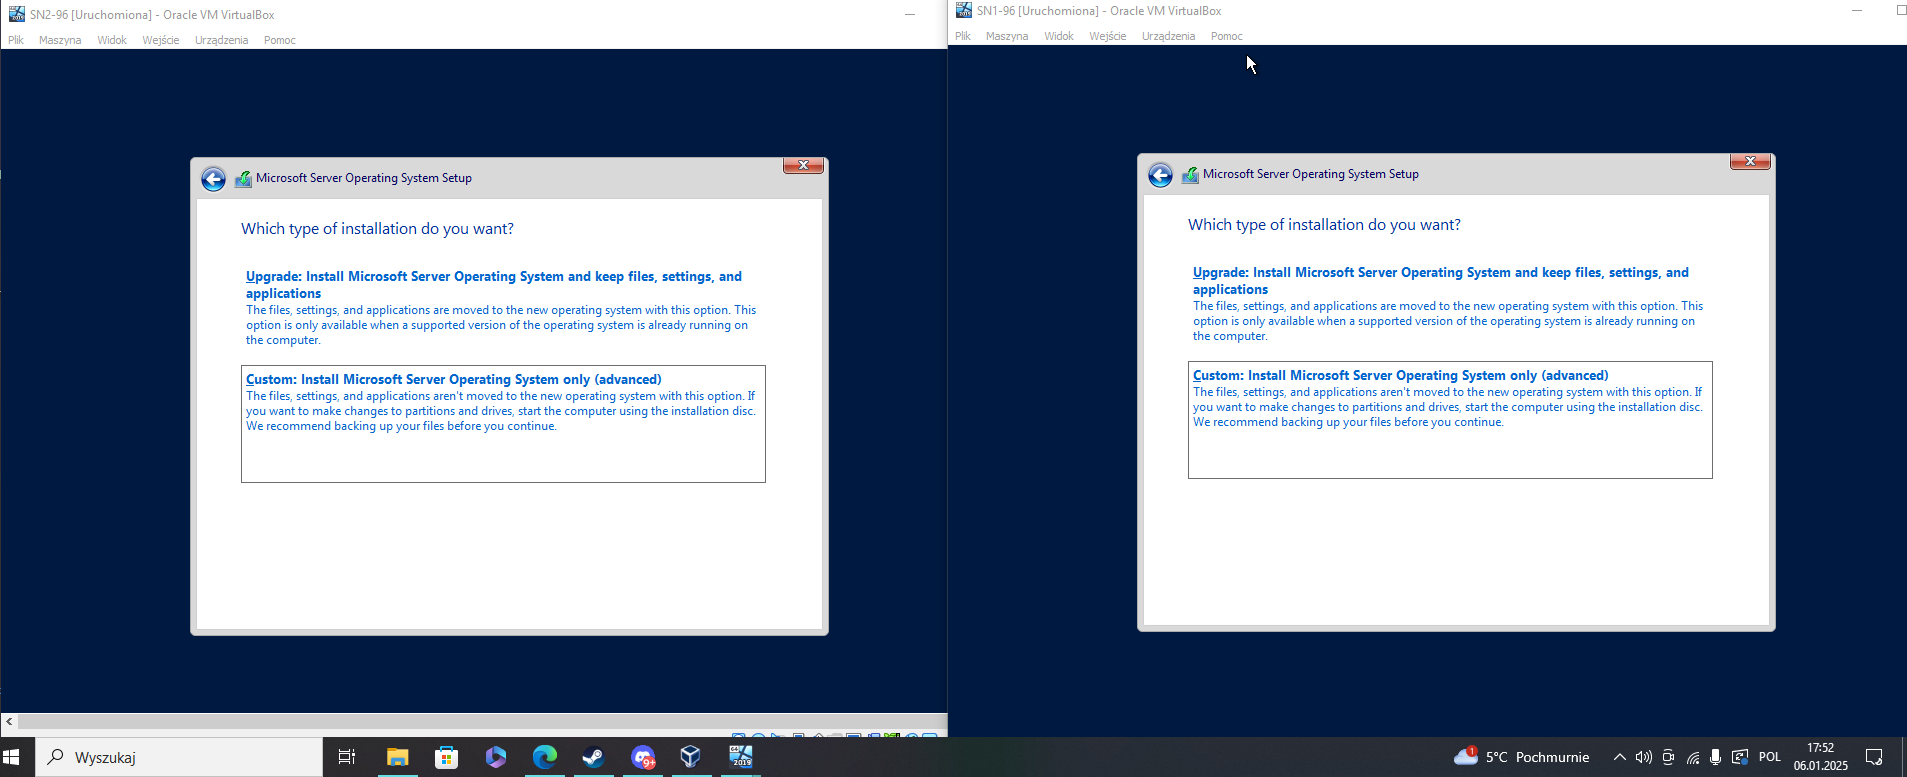 SN2-96 [Uruchomiona] - Oracle VM VirtualBox
Plik Maszyna Widok Wejście Urządzenia Pomoc
Microsoft Server Operating System Setup
Which type of installation do you want?
Upgrade: Install Microsoft Server Operating System and keep files, settings, and
applications
The files, settings, and applications are moved to the new operating system with this option. This
option is only available when a supported version of the operating system is already running on
the computer.
Custom: Install Microsoft Server Operating System only (advanced)
The files, settings, and applications aren't moved to the new operating system with this option. If
you want to make changes to partitions and drives, start the computer using the installation disc.
We recommend backing up your files before you continue.
SN1-96 [Uruchomiona] - Oracle VM VirtualBox
Plik Maszyna Widok Wejście Urządzenia Pomoc
Microsoft Server Operating System Setup
Which type of installation do you want?
Upgrade: Install Microsoft Server Operating System and keep files, settings, and
applications
The files, settings, and applications are moved to the new operating system with this option. This
option is only available when a supported version of the operating system is already running on
the computer.
Custom: Install Microsoft Server Operating System only (advanced)
The files, settings, and applications aren't moved to the new operating system with this option. If
you want to make changes to partitions and drives, start the computer using the installation disc.
We recommend backing up your files before you continue.
Wyszukaj
9+
64
2019
1
5°C Pochmurnie
POL
17:52
06.01.2025